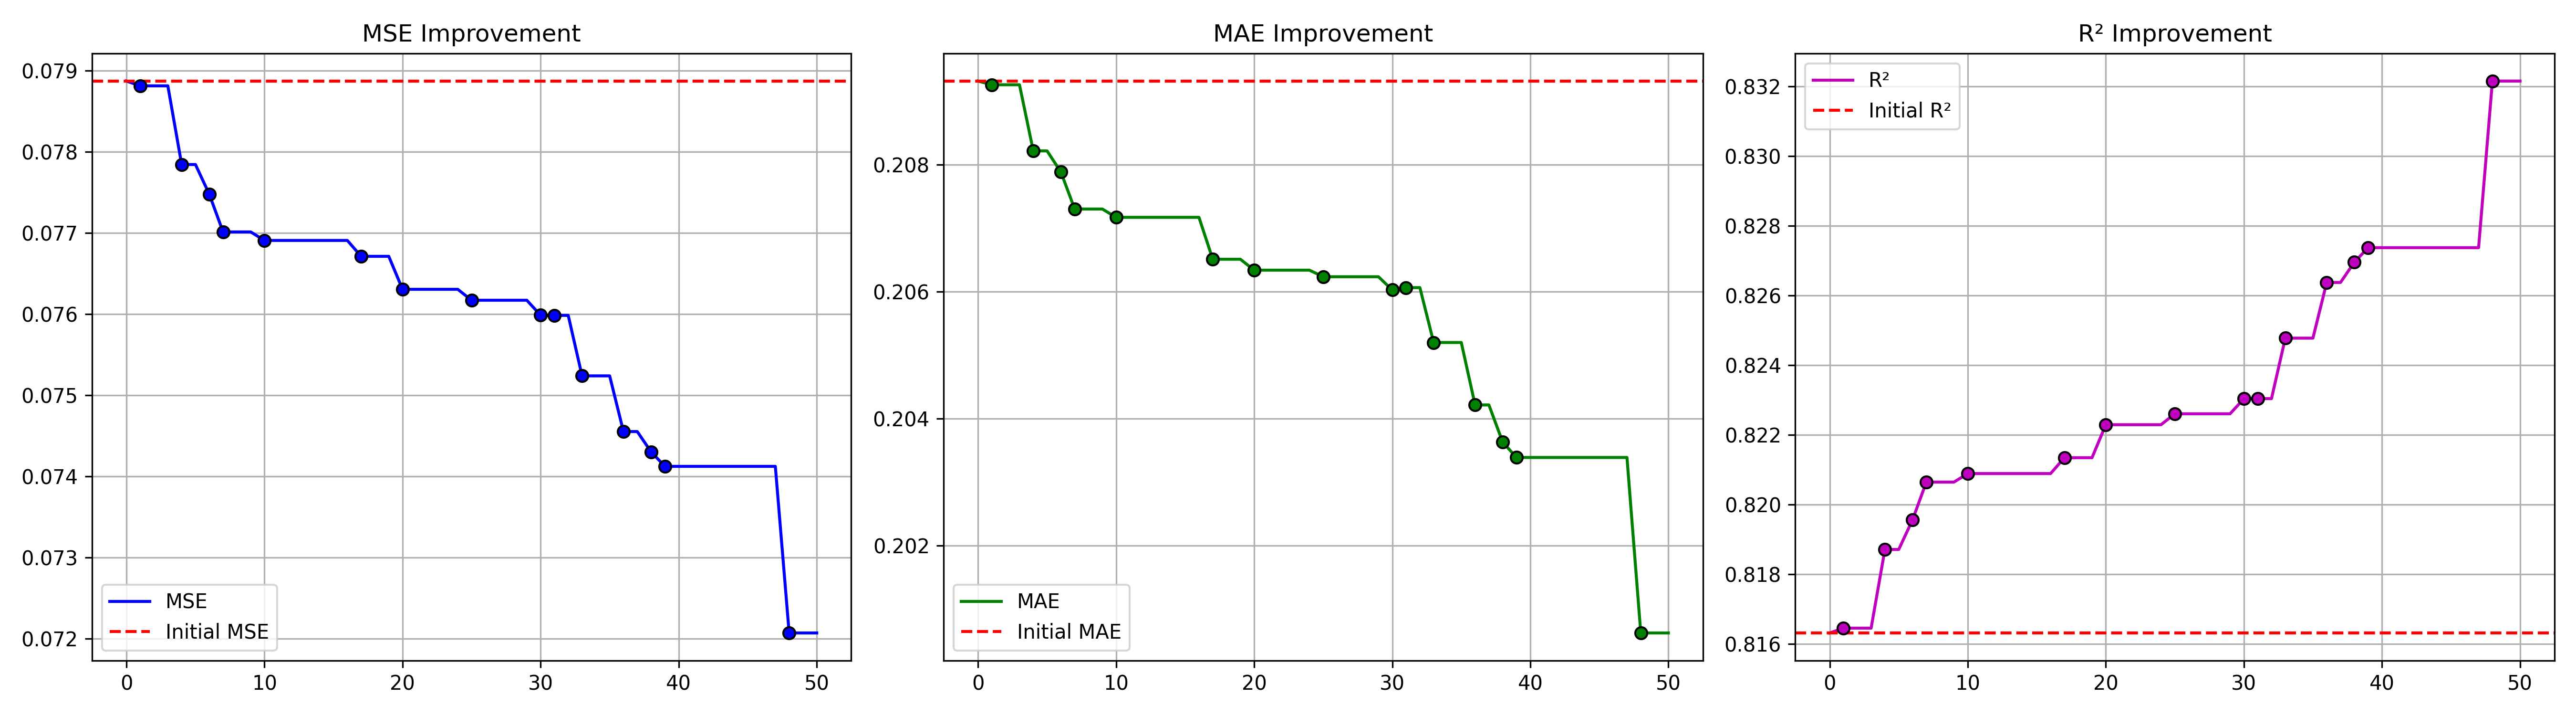 MSE Improvement
0.079
0.078
0.077
0.076
0.075
0.074
0.073
0.072
MSE
Initial MSE
0 10 20 30 40 50
MAE Improvement
0.208
0.206
0.204
0.202
MAE
Initial MAE
0 10 20 30 40 50
R² Improvement
R²
Initial R²
0.832
0.830
0.828
0.826
0.824
0.822
0.820
0.818
0.816
0 10 20 30 40 50